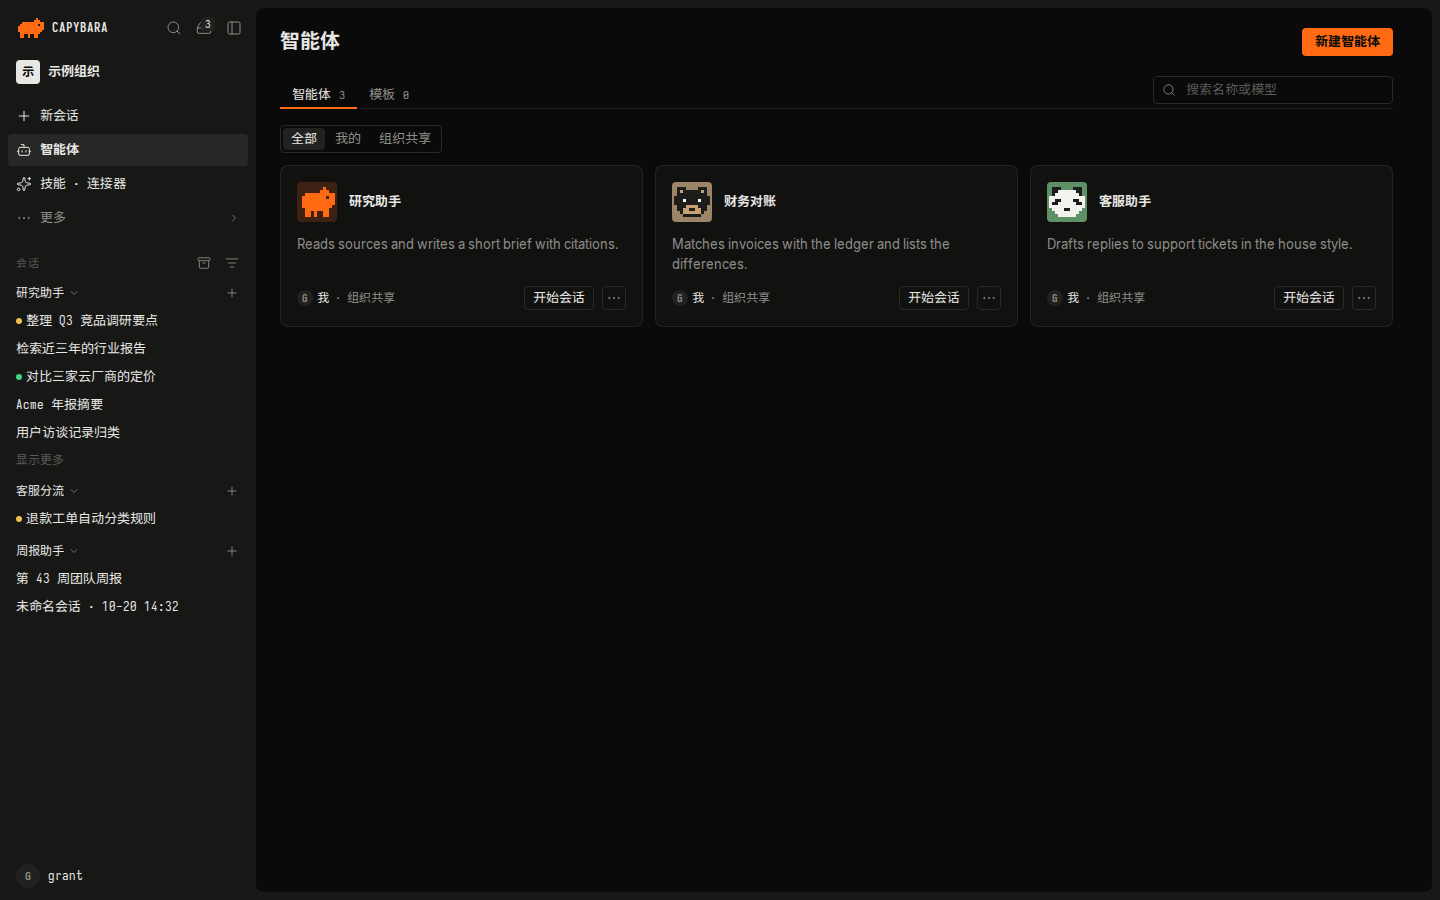 CAPYBARA
3
示 示例组织
新会话
智能体
技能 · 连接器
更多
会话
研究助手
整理 Q3 竞品调研要点
检索近三年的行业报告
对比三家云厂商的定价
Acme 年报摘要
用户访谈记录归类
显示更多
客服分流
退款工单自动分类规则
周报助手
第 43 周团队周报
未命名会话 · 10-20 14:32
G grant
智能体
新建智能体
智能体 3 模板 0
搜索名称或模型
全部 我的 组织共享
研究助手
Reads sources and writes a short brief with citations.
G 我 · 组织共享 开始会话
财务对账
Matches invoices with the ledger and lists the
differences.
G 我 · 组织共享 开始会话
客服助手
Drafts replies to support tickets in the house style.
G 我 · 组织共享 开始会话